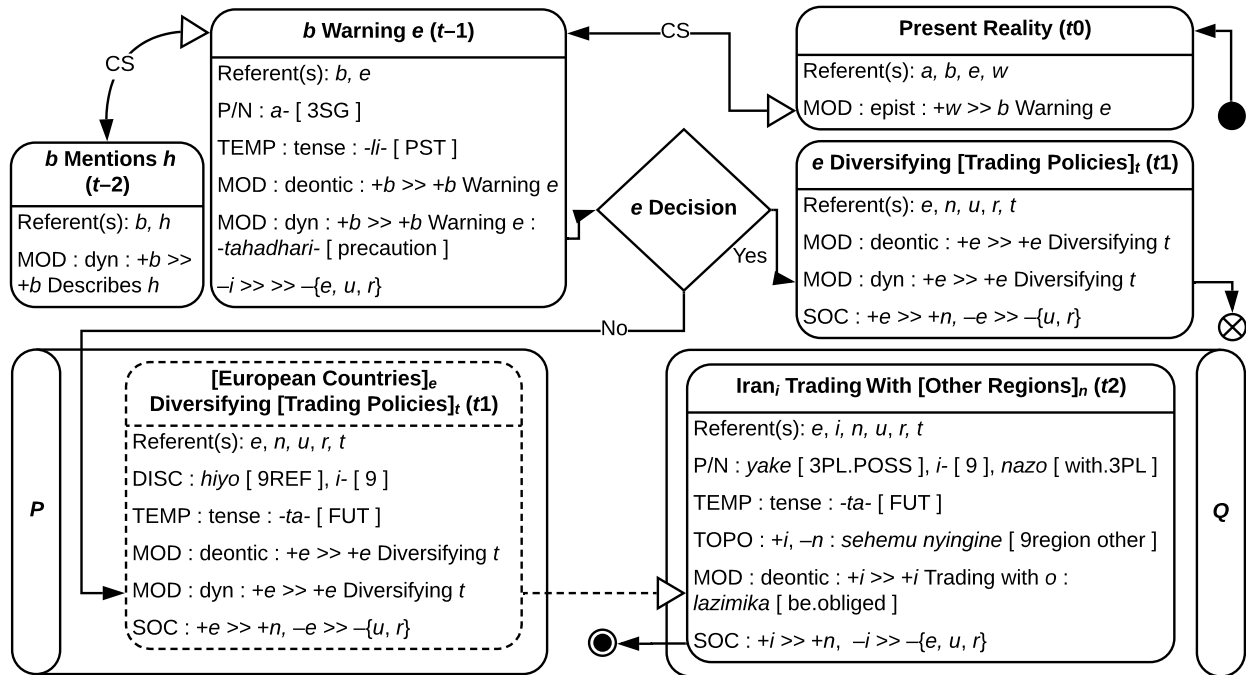 b Warning e (t–1)
Referent(s): b, e
P/N : a- [ 3SG ]
TEMP : tense : -li- [ PST ]
MOD : deontic : +b >> +b Warning e
MOD : dyn : +b >> +b Warning e :
-tahadhari- [ precaution ]
–i >> >> –{e, u, r}
CS
CS
Present Reality (t0)
Referent(s): a, b, e, w
MOD : epist : +w >> b Warning e
b Mentions h
(t–2)
Referent(s): b, h
MOD : dyn : +b >>
+b Describes h
e Decision
Yes
No
e Diversifying [Trading Policies]t (t1)
Referent(s): e, n, u, r, t
MOD : deontic : +e >> +e Diversifying t
MOD : dyn : +e >> +e Diversifying t
SOC : +e >> +n, –e >> –{u, r}
P
[European Countries]e
Diversifying [Trading Policies]t (t1)
Referent(s): e, n, u, r, t
DISC : hiyo [ 9REF ], i- [ 9 ]
TEMP : tense : -ta- [ FUT ]
MOD : deontic : +e >> +e Diversifying t
MOD : dyn : +e >> +e Diversifying t
SOC : +e >> +n, –e >> –{u, r}
Irani Trading With [Other Regions]n (t2)
Referent(s): e, i, n, u, r, t
P/N : yake [ 3PL.POSS ], i- [ 9 ], nazo [ with.3PL ]
TEMP : tense : -ta- [ FUT ]
TOPO : +i, –n : sehemu nyingine [ 9region other ]
MOD : deontic : +i >> +i Trading with o :
lazimika [ be.obliged ]
SOC : +i >> +n, –i >> –{e, u, r}
Q